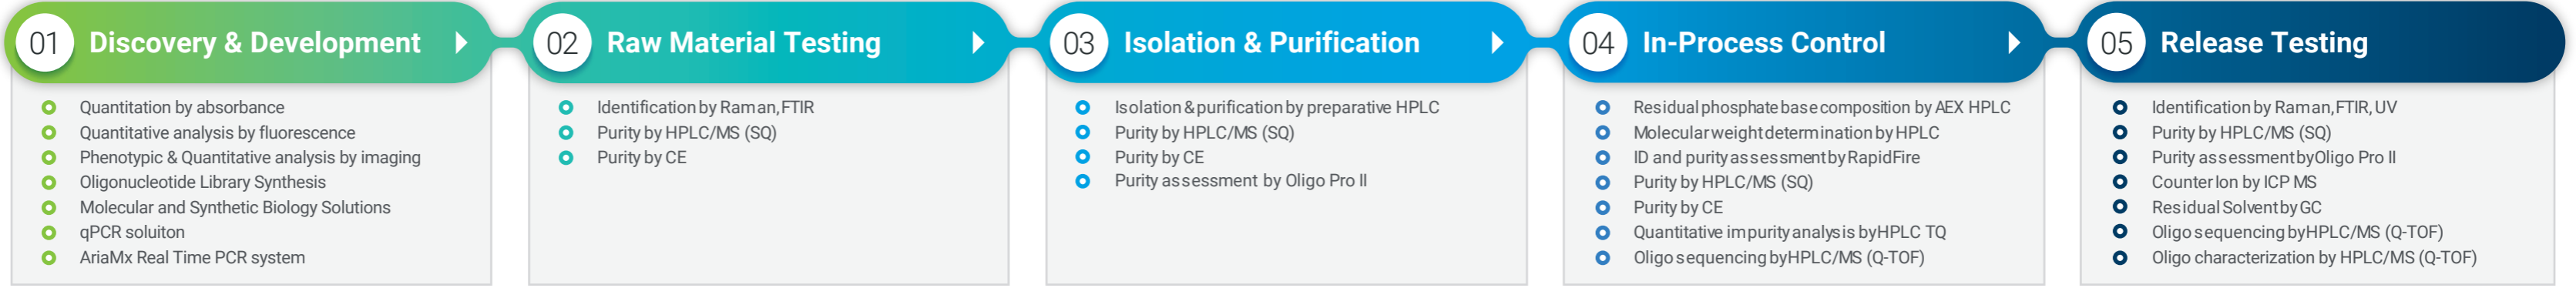 01 Discovery & Development
Quantitation by absorbance
Quantitative analysis by fluorescence
Phenotypic & Quantitative analysis by imaging
Oligonucleotide Library Synthesis
Molecular and Synthetic Biology Solutions
qPCR soluiton
AriaMx Real Time PCR system
02 Raw Material Testing
Identification by Raman, FTIR
Purity by HPLC/MS (SQ)
Purity by CE
03 Isolation & Purification
Isolation & purification by preparative HPLC
Purity by HPLC/MS (SQ)
Purity by CE
Purity assessment by Oligo Pro II
04 In-Process Control
Residual phosphate base composition by AEX HPLC
Molecular weight determination by HPLC
ID and purity assessment by RapidFire
Purity by HPLC/MS (SQ)
Purity by CE
Quantitative impurity analysis by HPLC TQ
Oligo sequencing by HPLC/MS (Q-TOF)
05 Release Testing
Identification by Raman, FTIR, UV
Purity by HPLC/MS (SQ)
Purity assessment by Oligo Pro II
Counter Ion by ICP MS
Residual Solvent by GC
Oligo sequencing by HPLC/MS (Q-TOF)
Oligo characterization by HPLC/MS (Q-TOF)